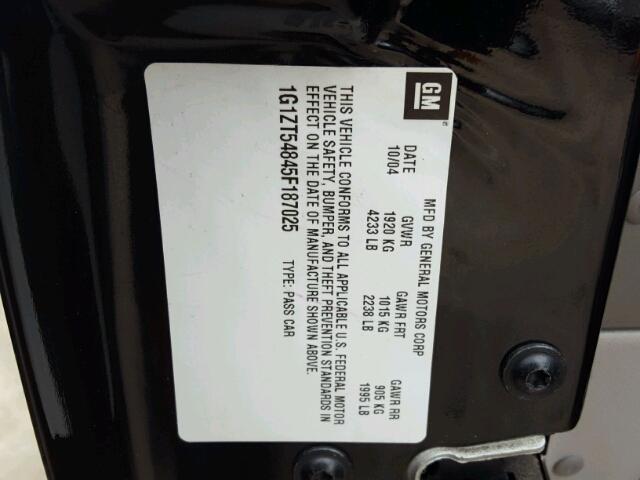 GM
MFD BY GENERAL MOTORS CORP
DATE GVWR GAWR FRT GAWR RR
10/04 1920 KG 1015 KG 905 KG
4233 LB 2238 LB 1995 LB
THIS VEHICLE CONFORMS TO ALL APPLICABLE U.S. FEDERAL MOTOR
VEHICLE SAFETY, BUMPER, AND THEFT PREVENTION STANDARDS IN
EFFECT ON THE DATE OF MANUFACTURE SHOWN ABOVE.
1G1ZT54845F187025 TYPE: PASS CAR